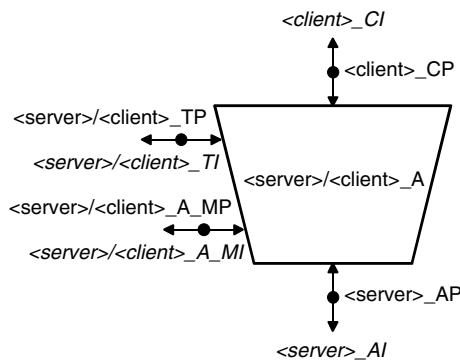 <client>_CI
<client>_CP
<server>/<client>_TP
<server>/<client>_TI
<server>/<client>_A
<server>/<client>_A_MP
<server>/<client>_A_MI
<server>_AP
<server>_AI